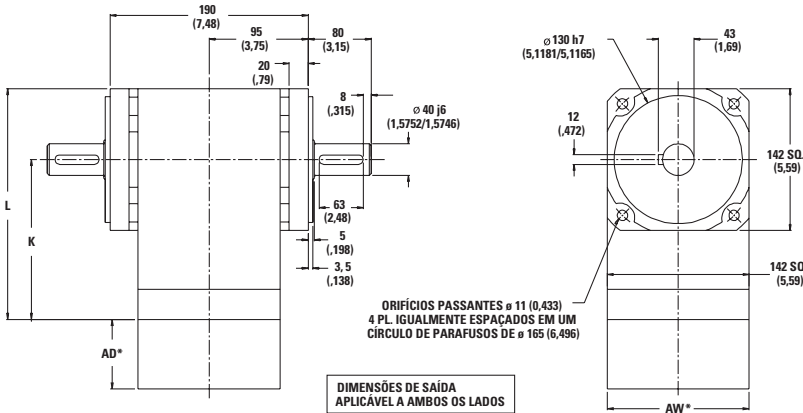 190
(7,48)
95
(3,75)
80
(3,15)
20
(,79)
8
(,315)
ø 40 j6
(1,5752/1,5746)
L
K
63
(2,48)
5
(,198)
3, 5
(,138)
AD*
ø 130 h7
(5,1181/5,1165)
43
(1,69)
12
(,472)
142 SQ.
(5,59)
142 SQ
(5,59)
ORIFÍCIOS PASSANTES ø 11 (0,433)
4 PL. IGUALMENTE ESPAÇADOS EM UM
CÍRCULO DE PARAFUSOS DE ø 165 (6,496)
DIMENSÕES DE SAÍDA
APLICÁVEL A AMBOS OS LADOS
AW*